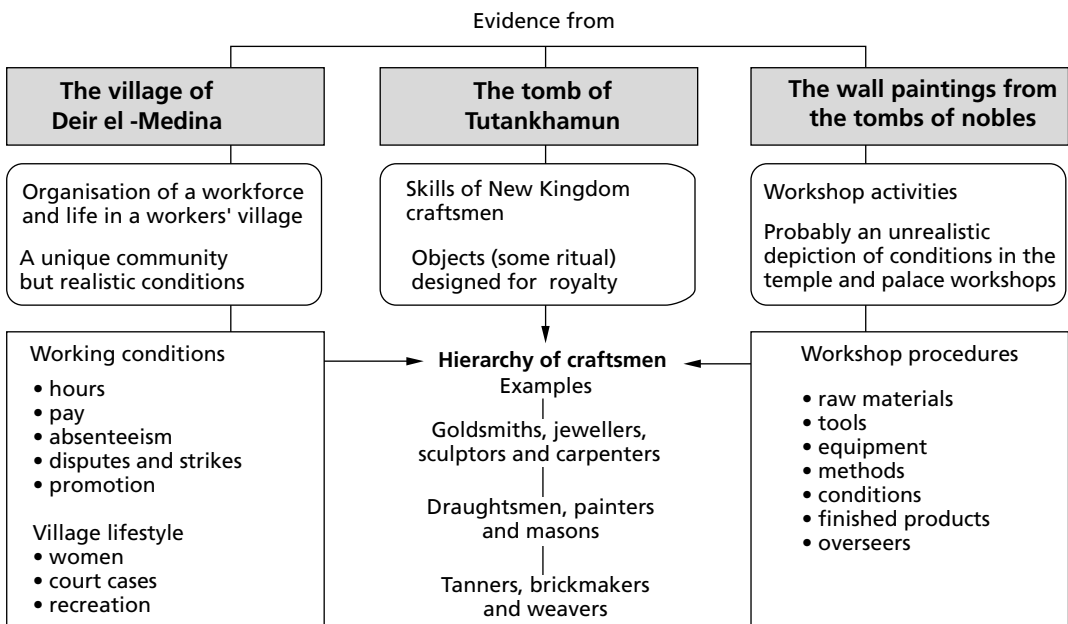 Evidence from
The village of
Deir el -Medina
Organisation of a workforce
and life in a workers' village
A unique community
but realistic conditions
Working conditions
• hours
• pay
• absenteeism
• disputes and strikes
• promotion
Village lifestyle
• women
• court cases
• recreation
The tomb of
Tutankhamun
Skills of New Kingdom
craftsmen
Objects (some ritual)
designed for royalty
Hierarchy of craftsmen
Examples
Goldsmiths, jewellers,
sculptors and carpenters
Draughtsmen, painters
and masons
Tanners, brickmakers
and weavers
The wall paintings from
the tombs of nobles
Workshop activities
Probably an unrealistic
depiction of conditions in the
temple and palace workshops
Workshop procedures
• raw materials
• tools
• equipment
• methods
• conditions
• finished products
• overseers